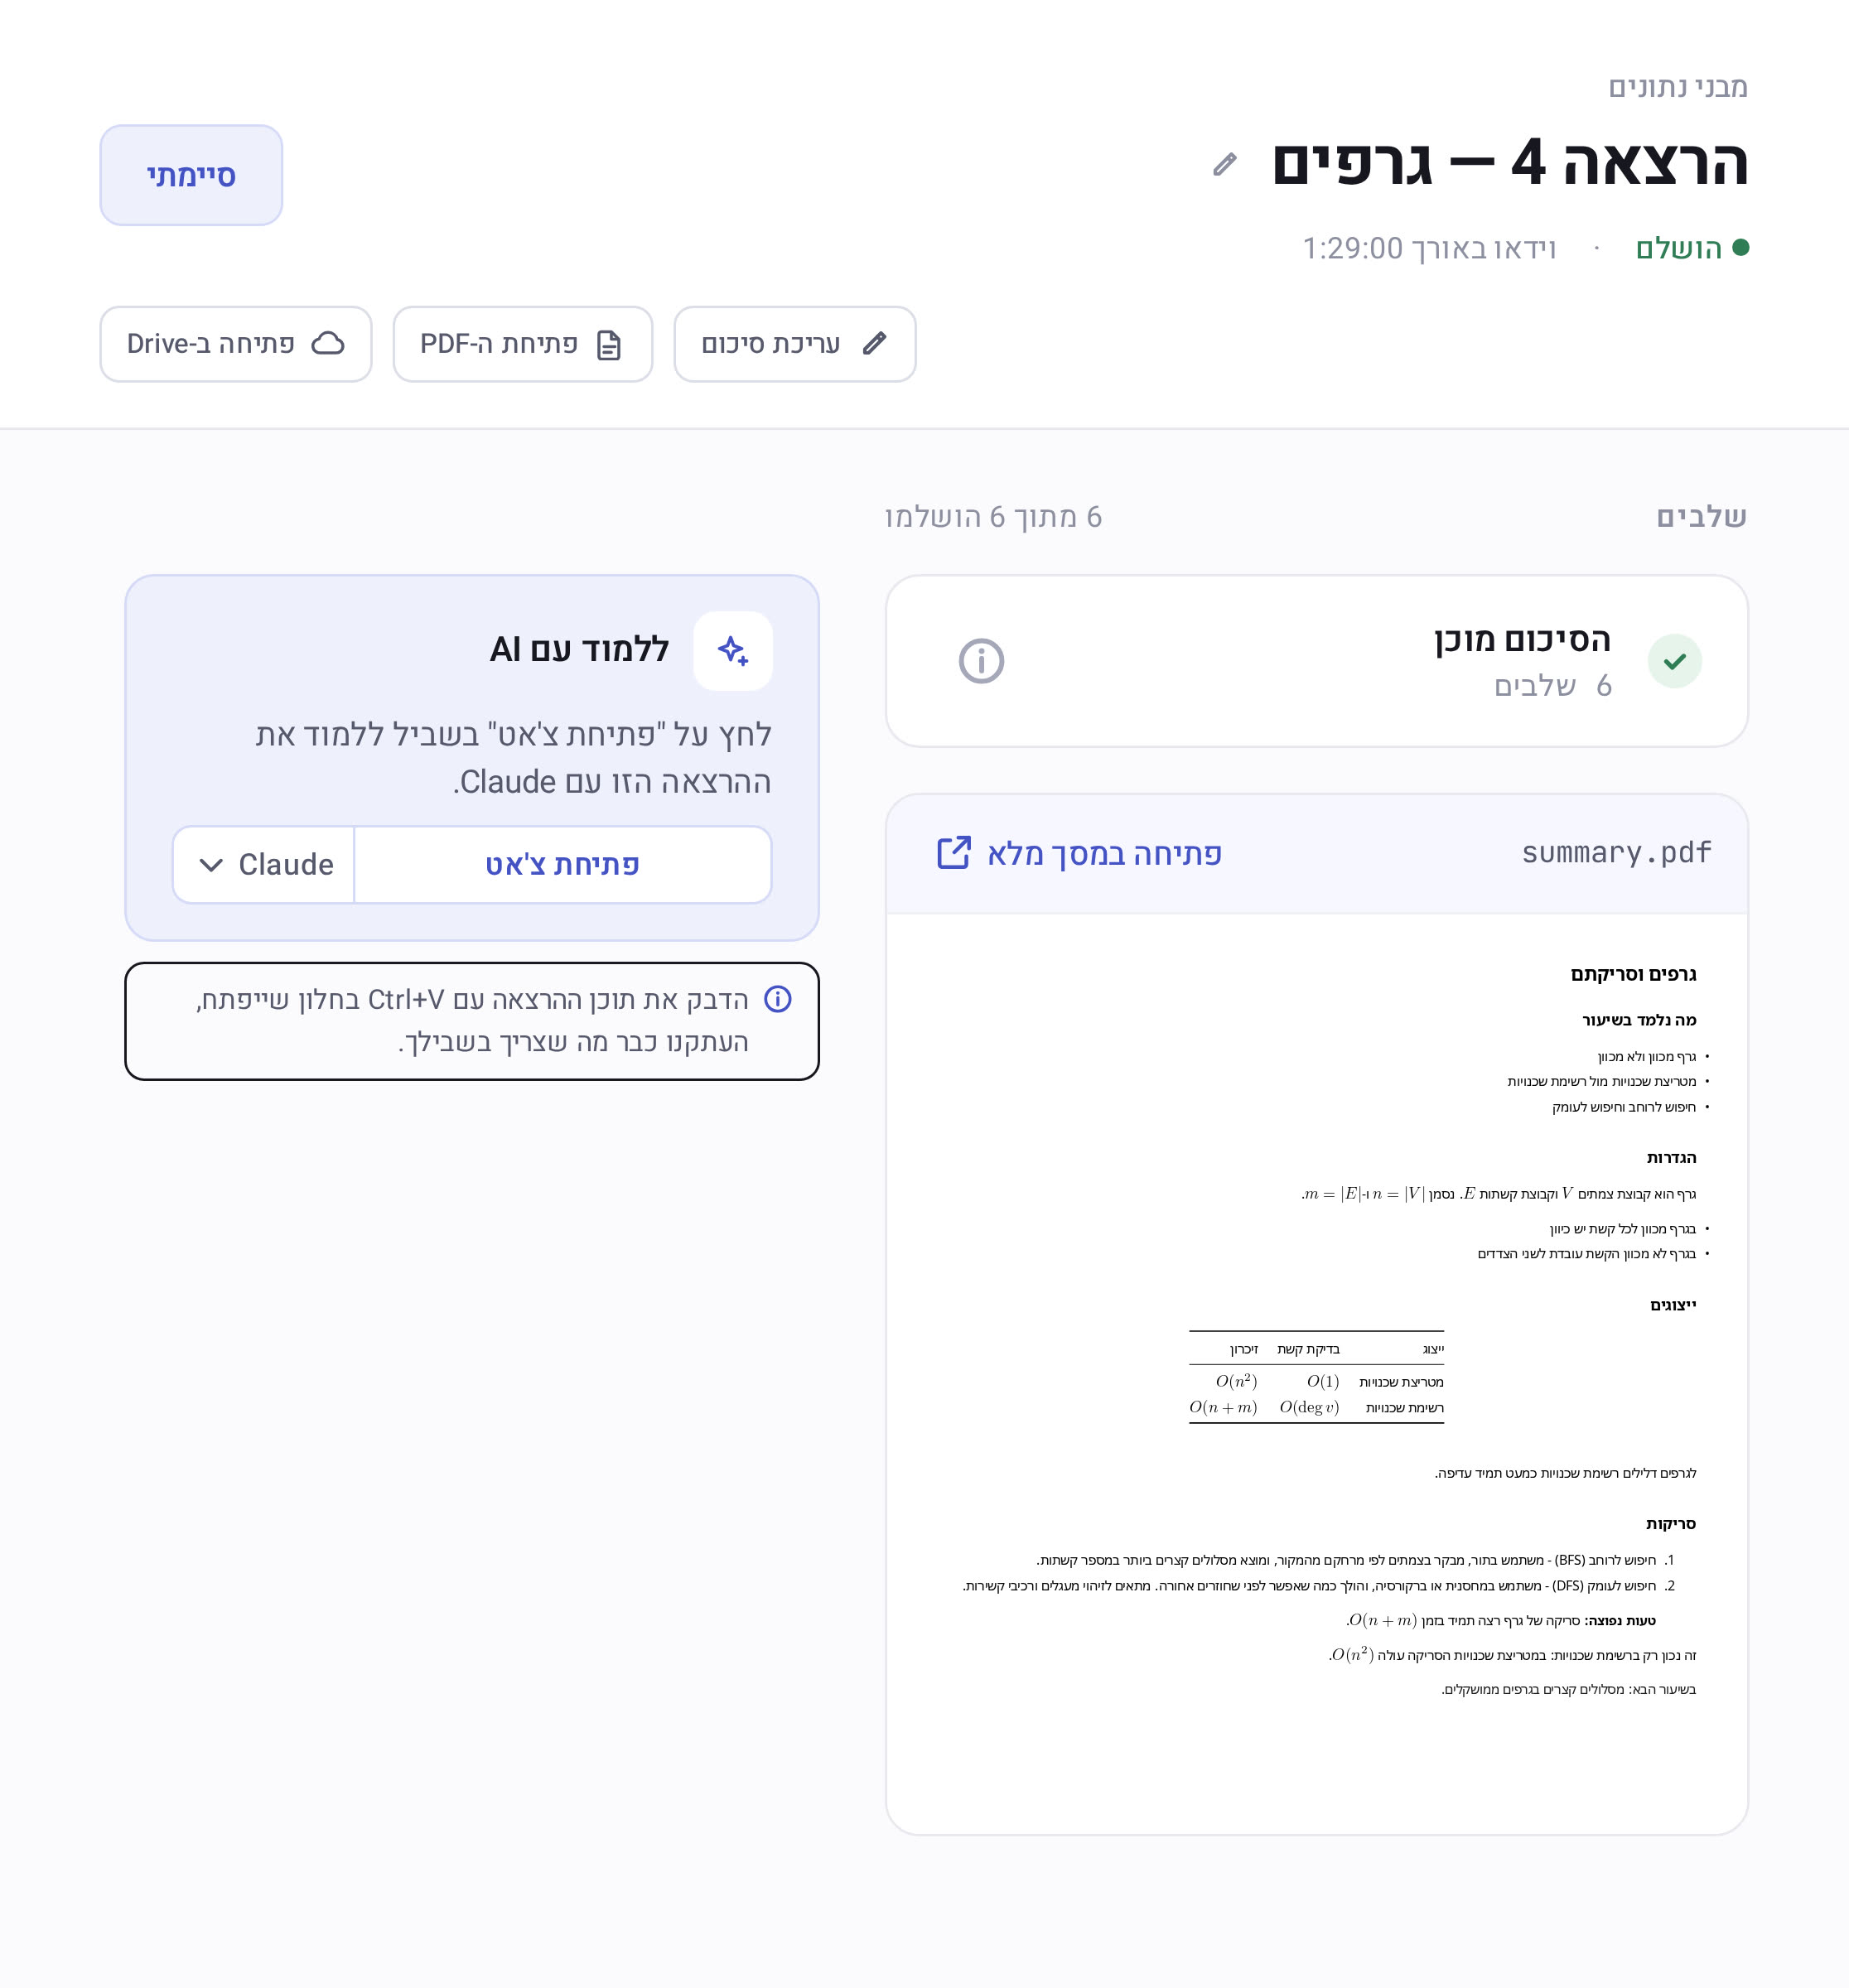 מבני נתונים
הרצאה 4 – גרפים
סיימתי
הושלם · וידאו באורך 1:29:00
עריכת סיכום
פתיחת ה-PDF
פתיחה ב-Drive
שלבים
6 מתוך 6 הושלמו
הסיכום מוכן
6 שלבים
summary.pdf
פתיחה במסך מלא
גרפים וסריקתם
מה נלמד בשיעור
• גרף מכוון ולא מכוון
• מטריצת שכנויות מול רשימת שכנויות
• חיפוש לרוחב וחיפוש לעומק
הגדרות
גרף הוא קבוצת צמתים V וקבוצת קשתות E. נסמן n = |V| ו-m = |E|.
• בגרף מכוון לכל קשת יש כיוון
• בגרף לא מכוון הקשת עובדת לשני הצדדים
ייצוגים
ייצוג בדיקת קשת זיכרון
מטריצת שכנויות O(1) O(n²)
רשימת שכנויות O(deg v) O(n + m)
לגרפים דלילים רשימת שכנויות כמעט תמיד עדיפה.
סריקות
1. חיפוש לרוחב (BFS) - משתמש בתור, מבקר בצמתים לפי מרחקם מהמקור, ומוצא מסלולים קצרים ביותר במספר קשתות.
2. חיפוש לעומק (DFS) - משתמש במחסנית או ברקורסיה, והולך כמה שאפשר לפני שחוזרים אחורה. מתאים לזיהוי מעגלים ורכיבי קשירות.
טעות נפוצה: סריקה של גרף רצה תמיד בזמן O(n + m).
זה נכון רק ברשימת שכנויות: במטריצת שכנויות הסריקה עולה O(n²).
בשיעור הבא: מסלולים קצרים בגרפים ממושקלים.
ללמוד עם AI
לחץ על "פתיחת צ'אט" בשביל ללמוד את
ההרצאה הזו עם Claude.
פתיחת צ'אט
Claude
הדבק את תוכן ההרצאה עם Ctrl+V בחלון שייפתח,
העתקנו כבר מה שצריך בשבילך.